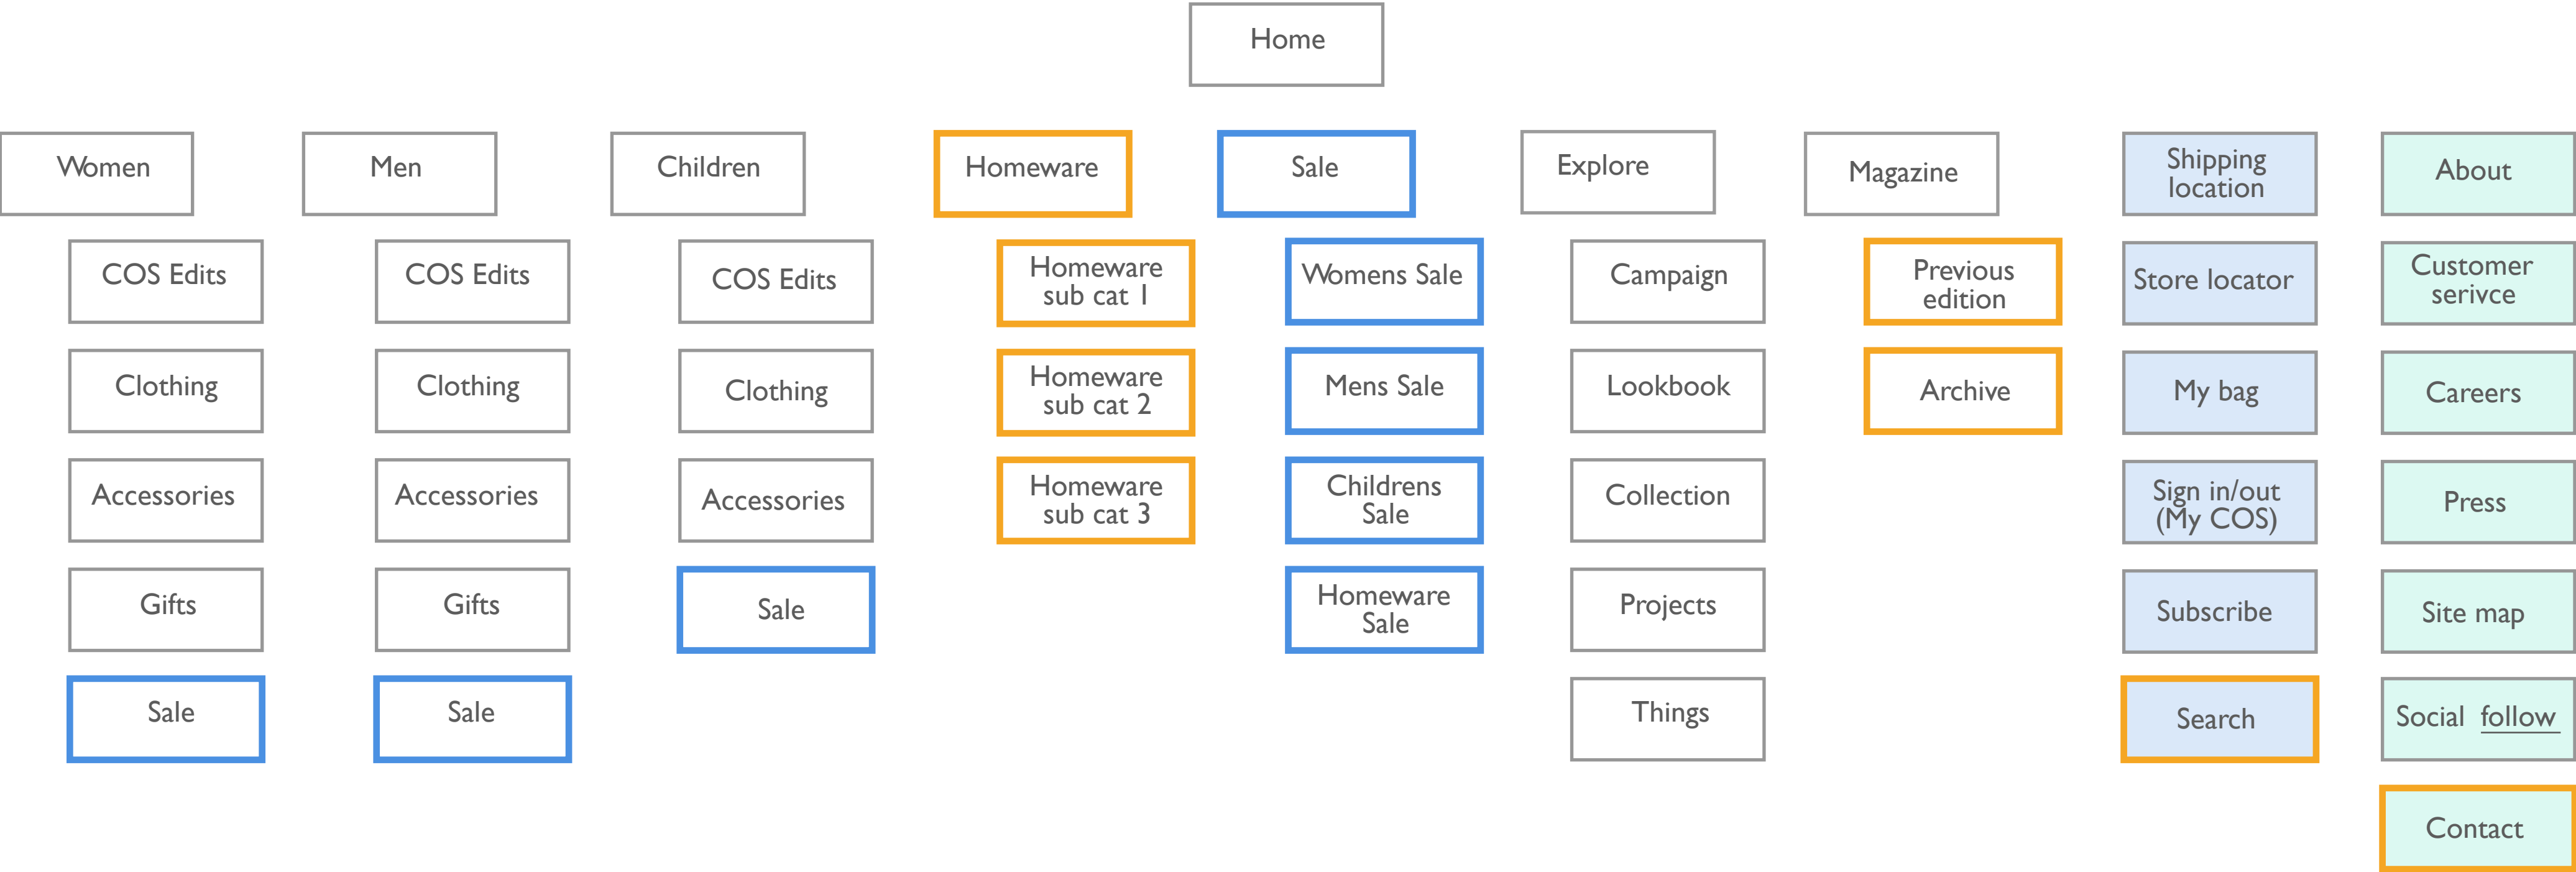 Home
Women
COS Edits
Clothing
Accessories
Gifts
Sale
Men
COS Edits
Clothing
Accessories
Gifts
Sale
Children
COS Edits
Clothing
Accessories
Sale
Homeware
Homeware
sub cat 1
Homeware
sub cat 2
Homeware
sub cat 3
Sale
Womens Sale
Mens Sale
Childrens
Sale
Homeware
Sale
Explore
Campaign
Lookbook
Collection
Projects
Things
Magazine
Previous
edition
Archive
Shipping
location
Store locator
My bag
Sign in/out
(My COS)
Subscribe
Search
About
Customer
serivce
Careers
Press
Site map
Social follow
Contact